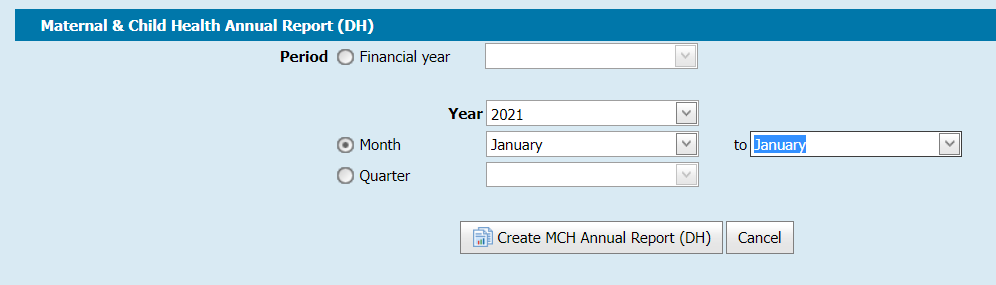 Maternal & Child Health Annual Report (DH)
Period Financial year
Year 2021
Month January to January
Quarter
Create MCH Annual Report (DH) Cancel